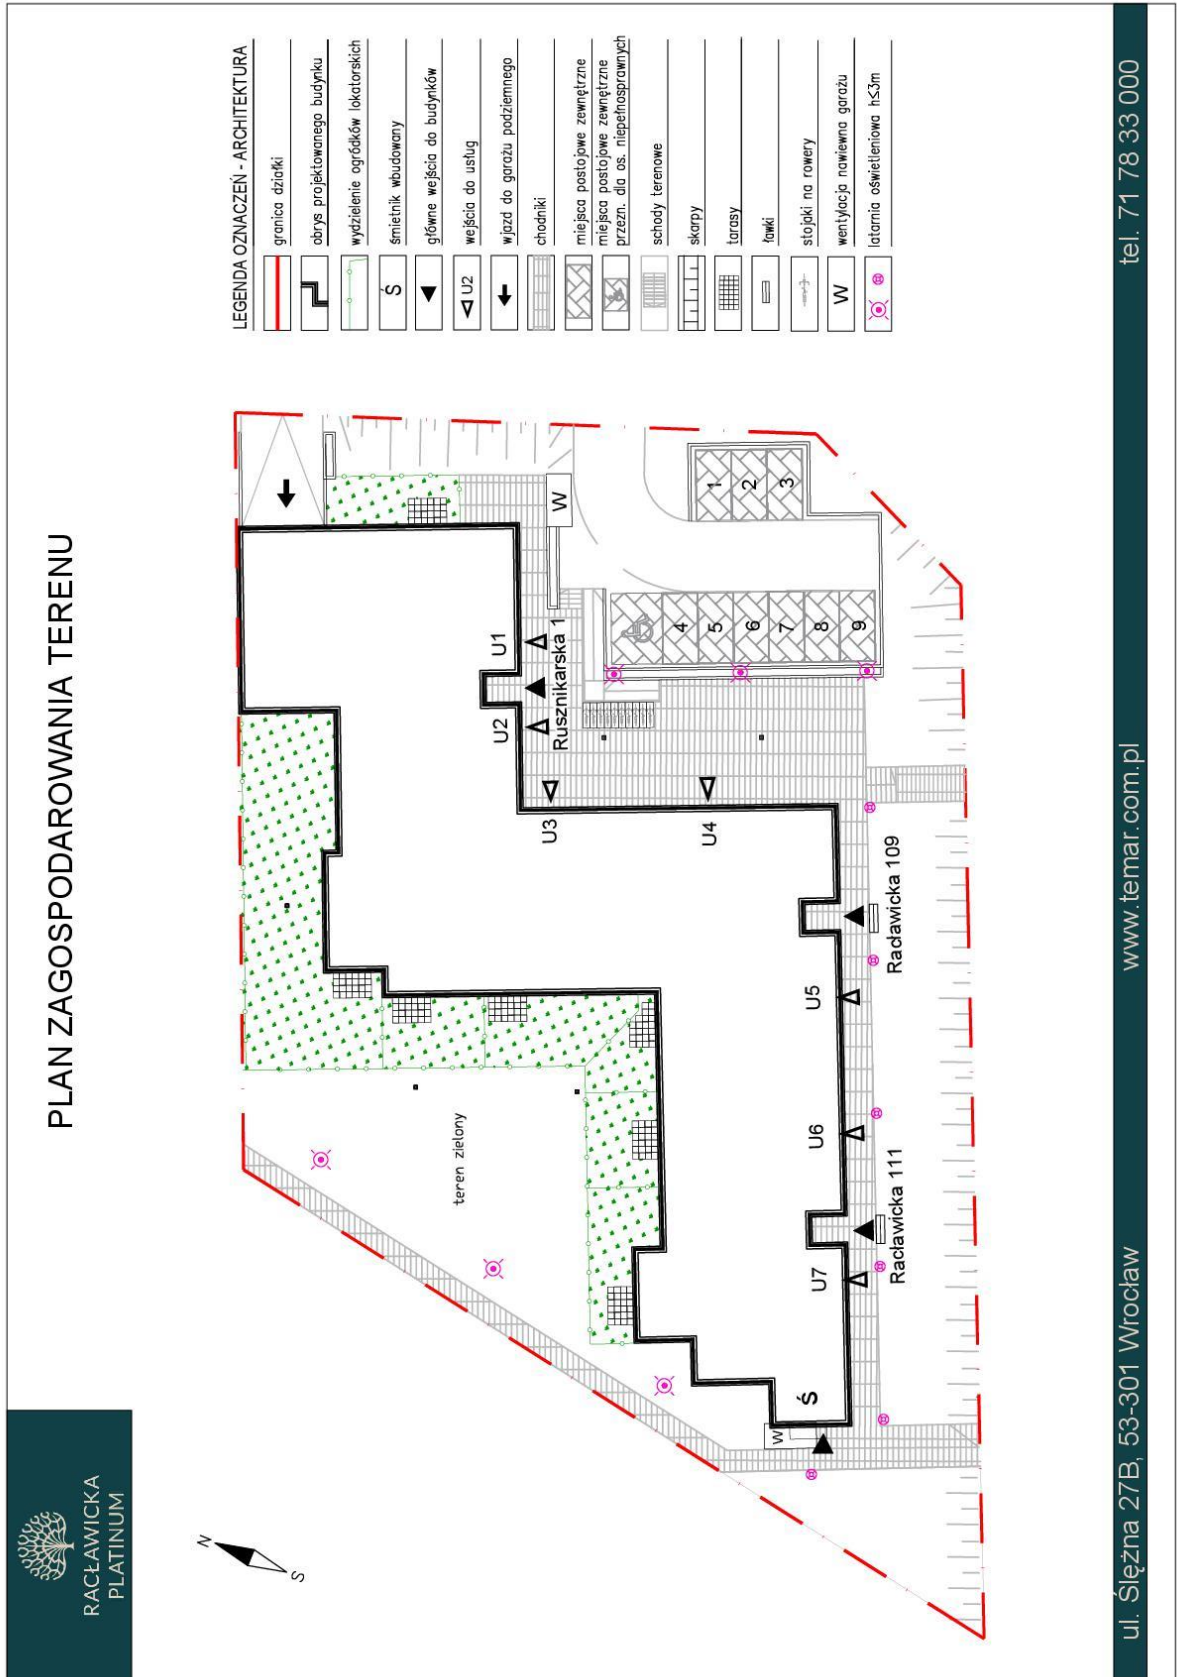 RACŁAWICKA
PLATINUM
PLAN ZAGOSPODAROWANIA TERENU
N
S
LEGENDA OZNACZEŃ - ARCHITEKTURA
granica działki
obrys projektowanego budynku
wydzielenie ogródków lokatorskich
Ś
śmietnik wbudowany
główne wejścia do budynków
U2
wejścia do usług
wjazd do garażu podziemnego
chodniki
miejsca postojowe zewnętrzne
miejsca postojowe zewnętrzne
przezn. dla os. niepełnosprawnych
schody terenowe
skarpy
tarasy
ławki
stojaki na rowery
W
wentylacja nawiewna garażu
latarnia oświetleniowa h≤3m
teren zielony
W
Ś
U7
Racławicka 111
U6
U5
Racławicka 109
U4
U3
U2
Rusznikarska 1
U1
W
1
2
3
4
5
6
7
8
9
ul. Ślężna 27B, 53-301 Wrocław
www.temar.com.pl
tel. 71 78 33 000